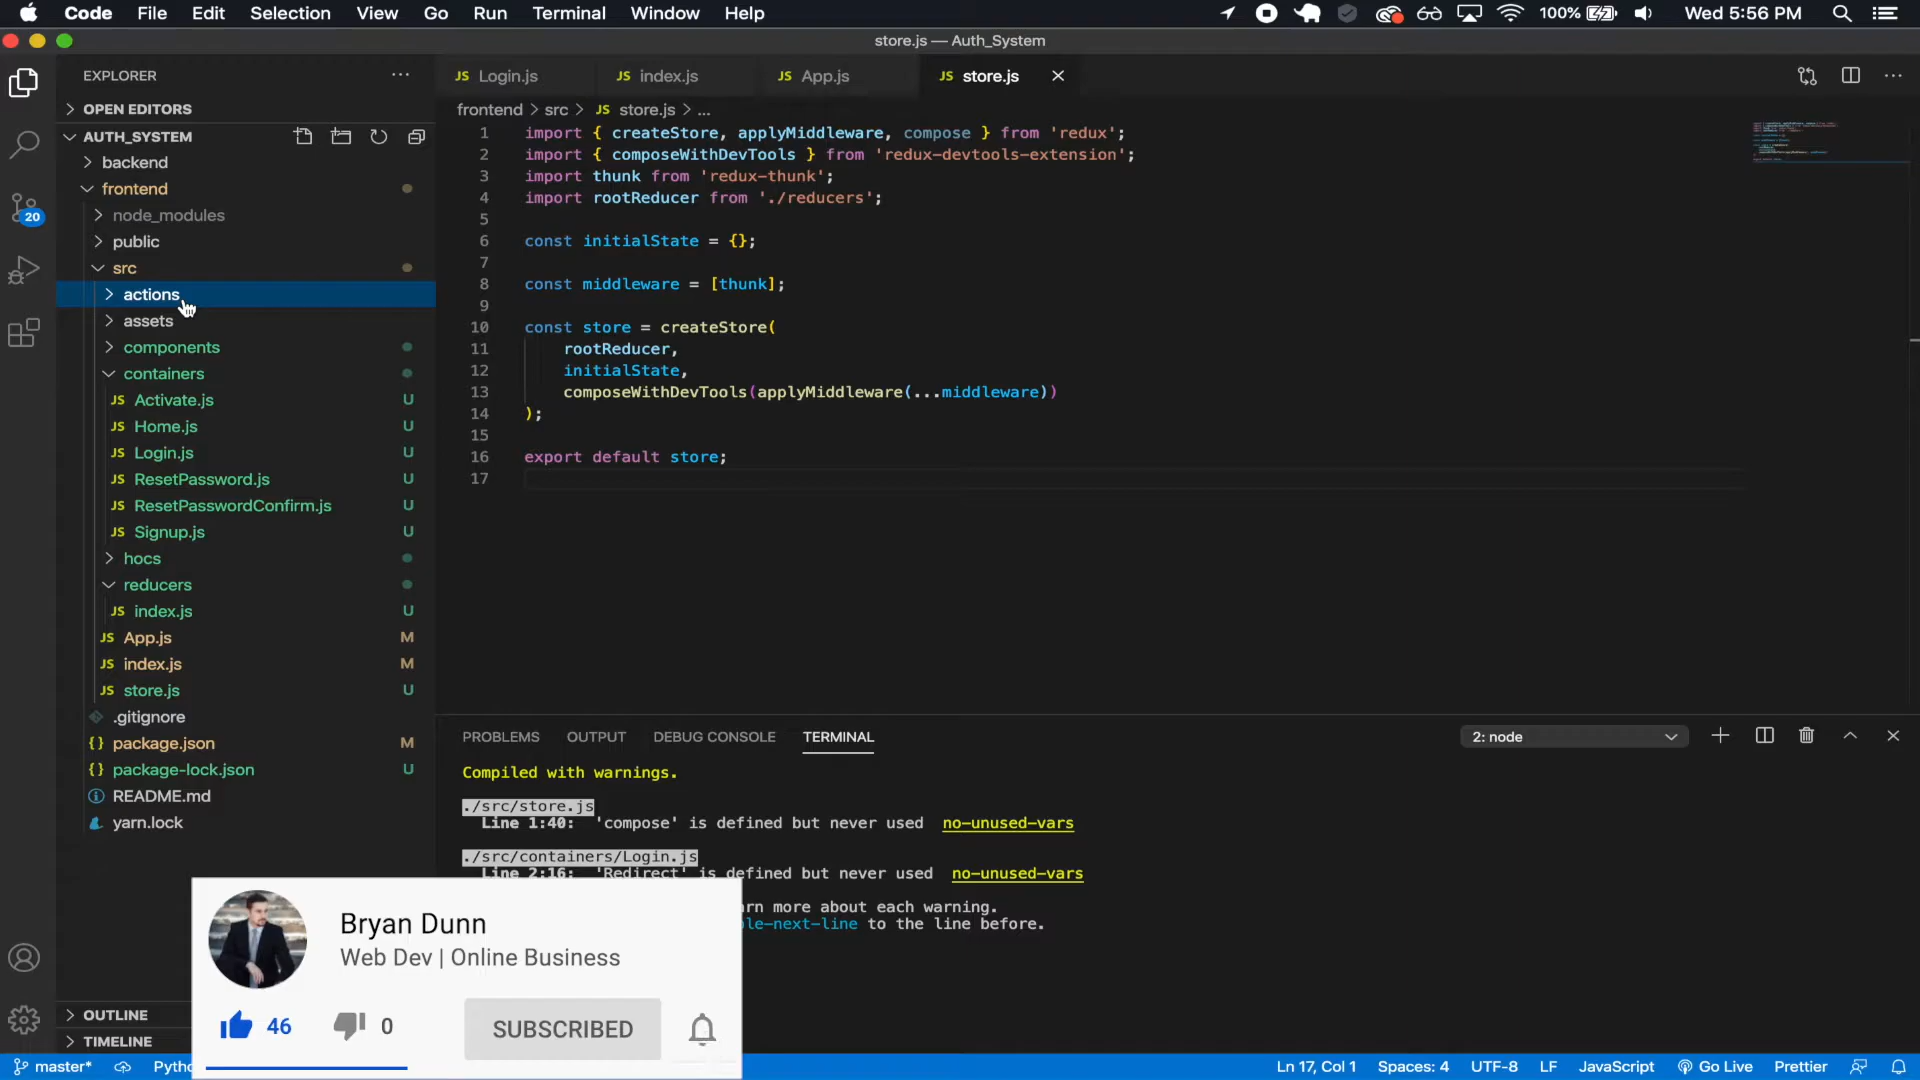 Code File Edit Selection View Go Run Terminal Window Help 100% Wed 5:56 PM
store.js — Auth_System
EXPLORER
OPEN EDITORS
AUTH_SYSTEM
backend
frontend
node_modules
public
src
actions
assets
components
containers
JS Activate.js U
JS Home.js U
JS Login.js U
JS ResetPassword.js U
JS ResetPasswordConfirm.js U
JS Signup.js U
hocs
reducers
JS index.js U
JS App.js M
JS index.js M
JS store.js U
.gitignore
{} package.json M
{} package-lock.json U
README.md
yarn.lock
OUTLINE
TIMELINE
20
JS Login.js JS index.js JS App.js JS store.js
frontend > src > JS store.js > ...
1 import { createStore, applyMiddleware, compose } from 'redux';
2 import { composeWithDevTools } from 'redux-devtools-extension';
3 import thunk from 'redux-thunk';
4 import rootReducer from './reducers';
5
6 const initialState = {};
7
8 const middleware = [thunk];
9
10 const store = createStore(
11 rootReducer,
12 initialState,
13 composeWithDevTools(applyMiddleware(...middleware))
14 );
15
16 export default store;
17
PROBLEMS OUTPUT DEBUG CONSOLE TERMINAL 2: node
Compiled with warnings.
./src/store.js
Line 1:40: 'compose' is defined but never used no-unused-vars
./src/containers/Login.js
Line 2:16: 'Redirect' is defined but never used no-unused-vars
rn more about each warning.
le-next-line to the line before.
Bryan Dunn
Web Dev | Online Business
46 0 SUBSCRIBED
master* Pytho Ln 17, Col 1 Spaces: 4 UTF-8 LF JavaScript Go Live Prettier